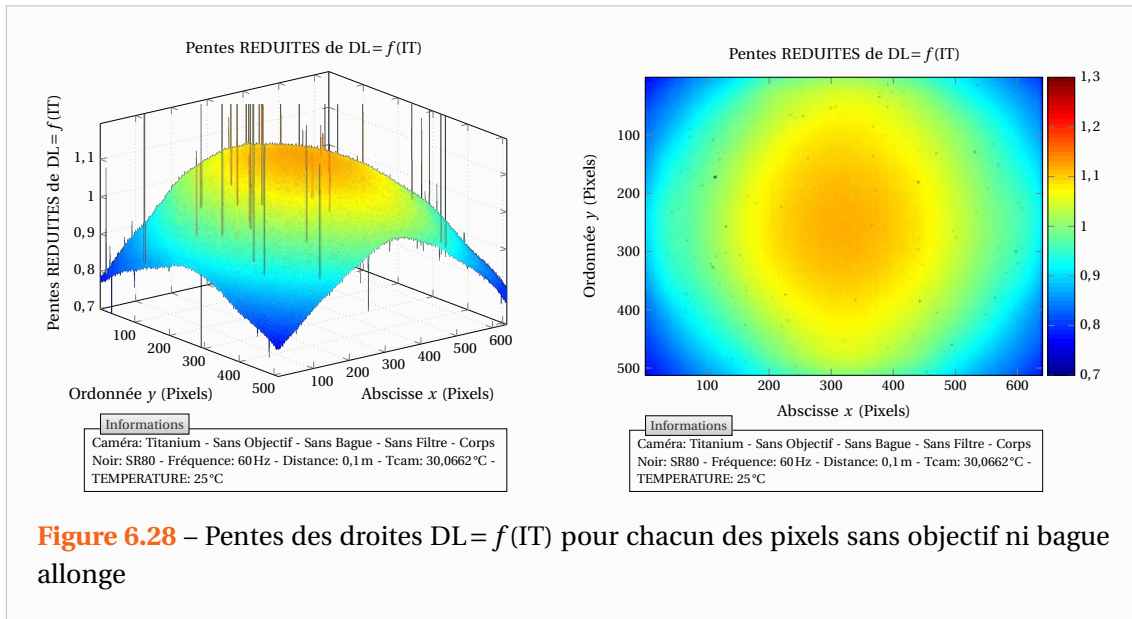 Pentes REDUITES de DL = f(IT)
Pentes REDUITES de DL = f(IT)
1,1
1
0,9
0,8
0,7
100
200
300
400
500
100
200
300
400
500
600
Ordonnée y (Pixels)
Abscisse x (Pixels)
Informations
Caméra: Titanium - Sans Objectif - Sans Bague - Sans Filtre - Corps
Noir: SR80 - Fréquence: 60 Hz - Distance: 0,1 m - Tcam: 30,0662 °C -
TEMPERATURE: 25 °C
Pentes REDUITES de DL = f(IT)
Ordonnée y (Pixels)
100
200
300
400
500
100
200
300
400
500
600
Abscisse x (Pixels)
1,3
1,2
1,1
1
0,9
0,8
0,7
Informations
Caméra: Titanium - Sans Objectif - Sans Bague - Sans Filtre - Corps
Noir: SR80 - Fréquence: 60 Hz - Distance: 0,1 m - Tcam: 30,0662 °C -
TEMPERATURE: 25 °C
Figure 6.28 – Pentes des droites DL = f(IT) pour chacun des pixels sans objectif ni bague
allonge